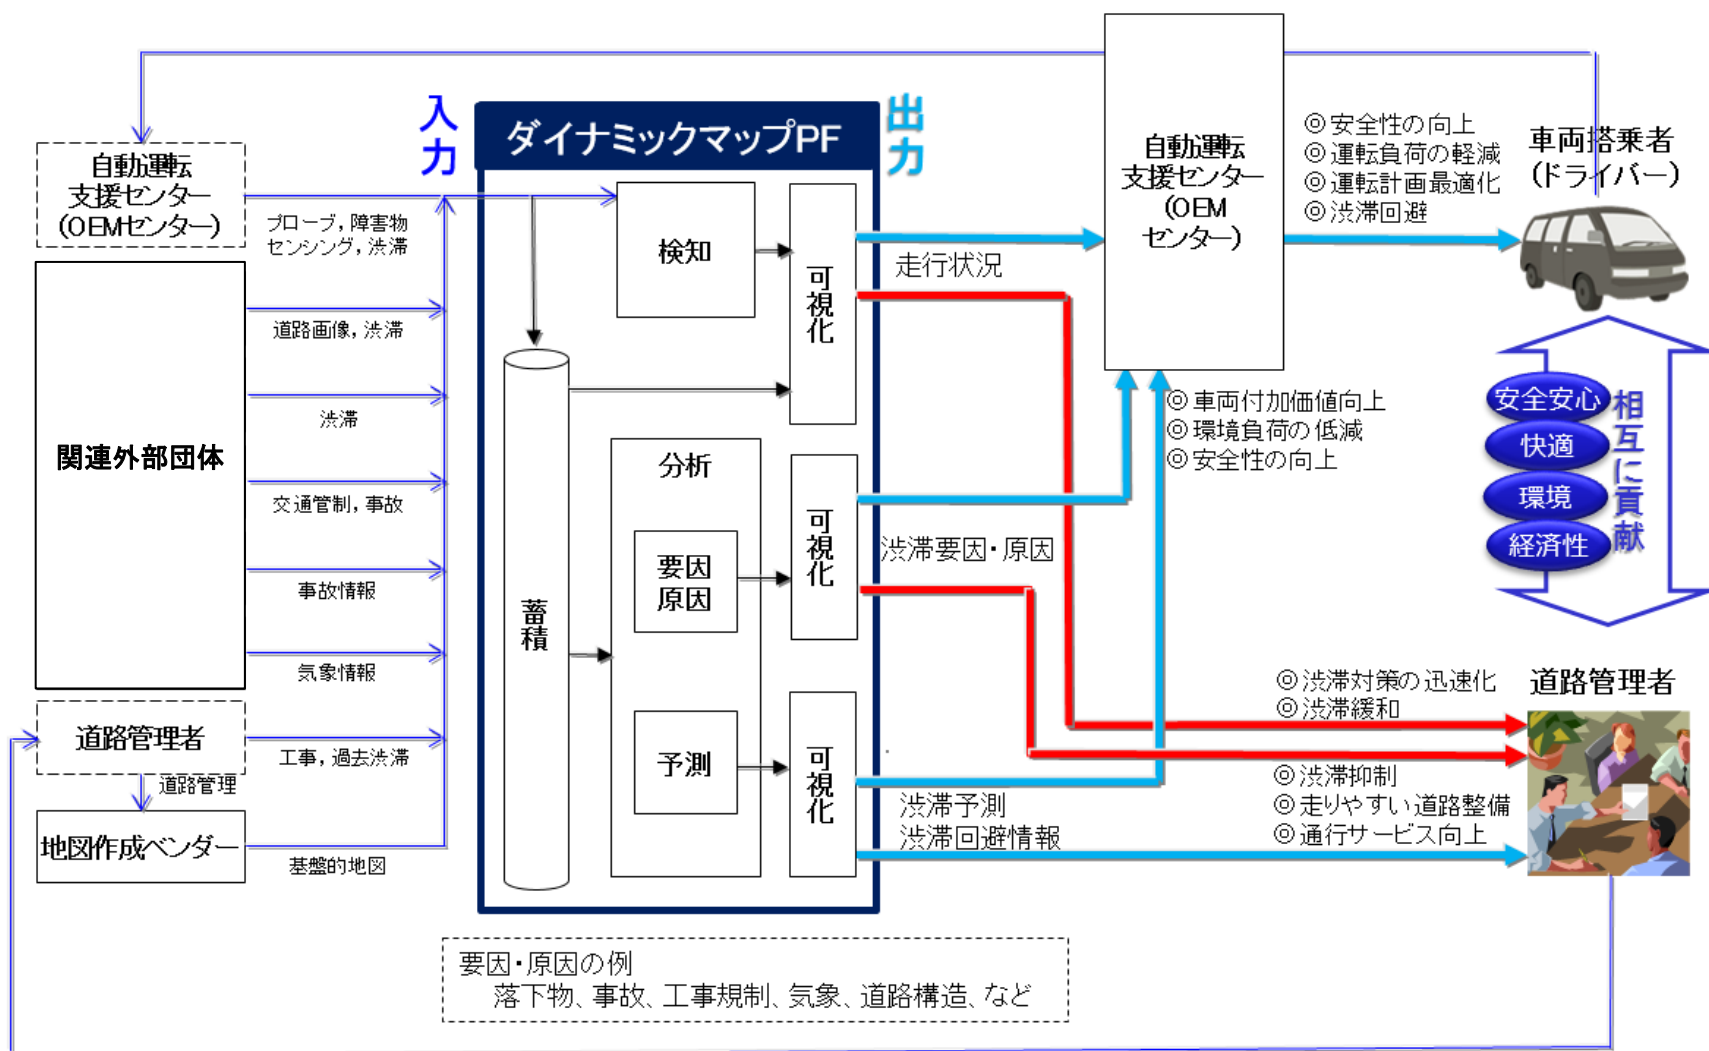 入力
ダイナミックマップPF
出力
自動運転
支援センター
(OEMセンター)
プローブ,障害物
センシング,渋滞
関連外部団体
道路画像,渋滞
渋滞
交通管制,事故
事故情報
気象情報
道路管理者
工事,過去渋滞
道路管理
地図作成ベンダー
基盤的地図
検知
可視化
蓄積
分析
要因
原因
可視化
予測
可視化
走行状況
渋滞要因・原因
渋滞予測
渋滞回避情報
自動運転
支援センター
(OEM
センター)
◎安全性の向上
◎運転負荷の軽減
◎運転計画最適化
◎渋滞回避
車両搭乗者
(ドライバー)
◎車両付加価値向上
◎環境負荷の低減
◎安全性の向上
安全安心
快適
環境
経済性
相互に貢献
◎渋滞対策の迅速化
◎渋滞緩和
道路管理者
◎渋滞抑制
◎走りやすい道路整備
◎通行サービス向上
要因・原因の例
落下物、事故、工事規制、気象、道路構造、など